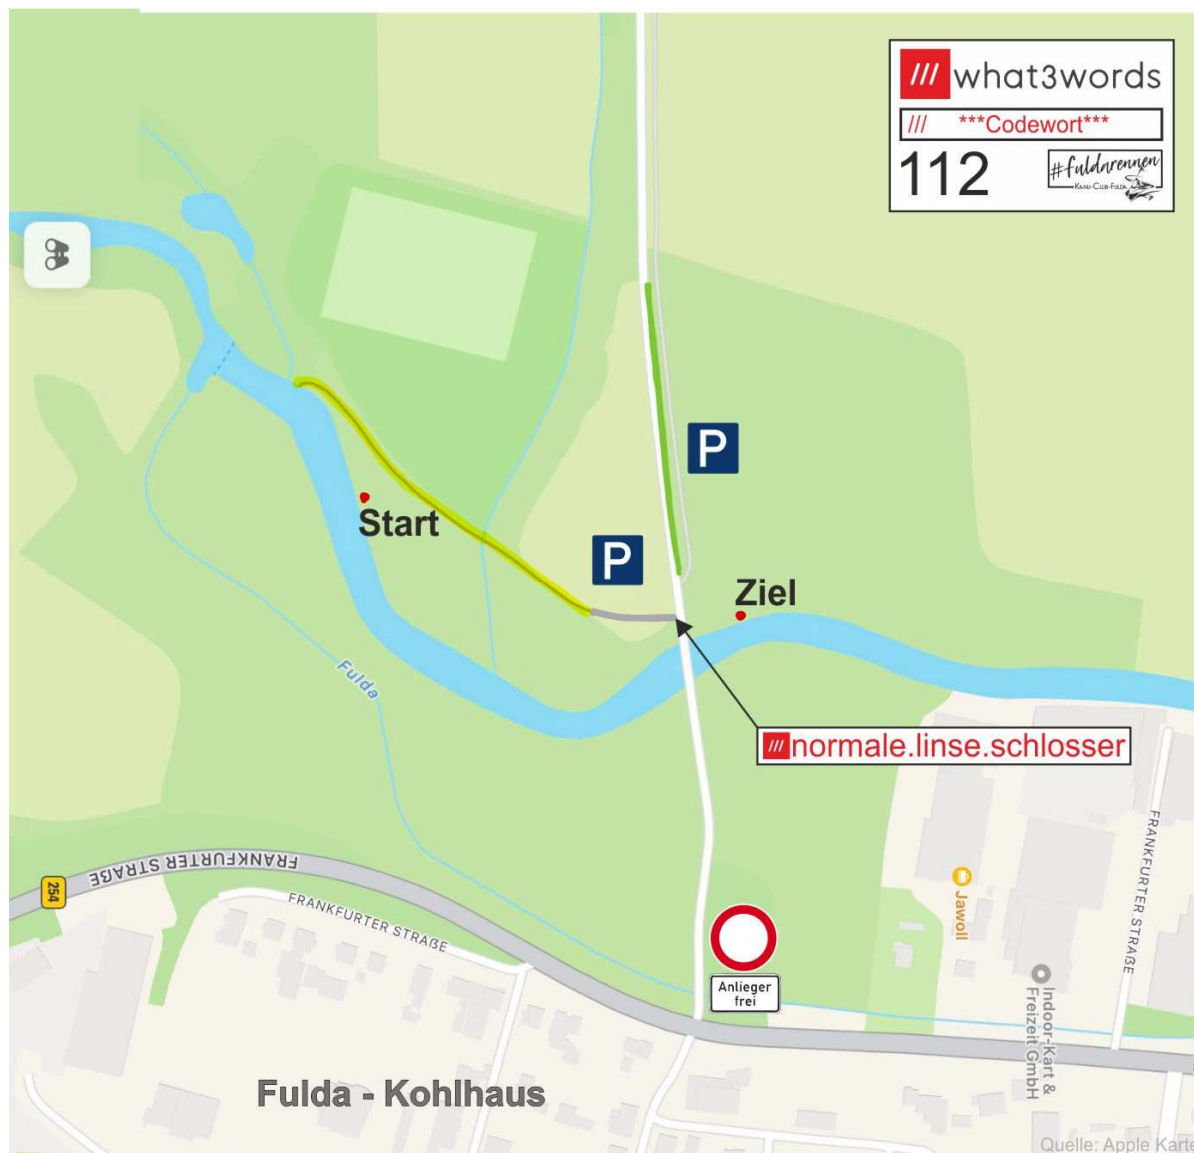 /// what3words
/// ***Codewort***
112
#fuldarennen
KANU-CLUB-FULDA
P
Start
P
Ziel
Fulda
/// normale.linse.schlosser
FRANKFURTER STRAẞE
254
FRANKFURTER STRAẞE
FRANKFURTER STRAẞE
Jawoll
Anlieger
frei
Indoor-Kart &
Freizeit GmbH
Fulda - Kohlhaus
Quelle: Apple Karte